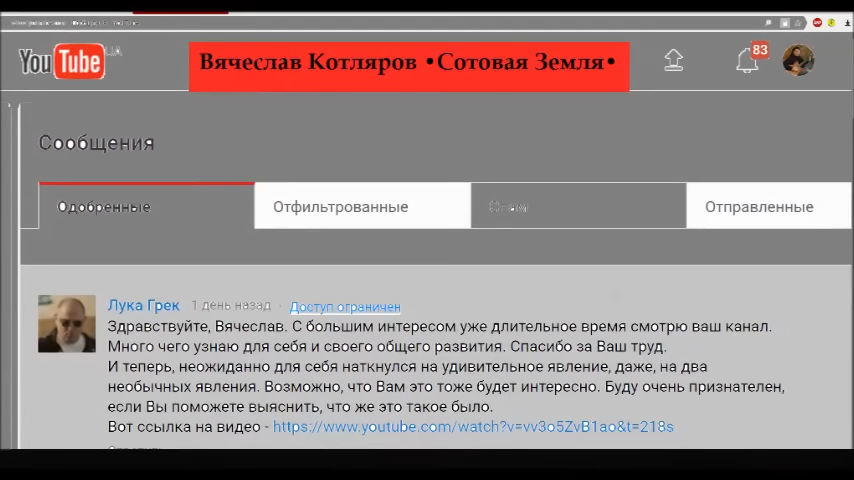 YouTube UA
Вячеслав Котляров •Сотовая Земля•
83
Сообщения
Одобренные
Отфильтрованные
Спам
Отправленные
Лука Грек 1 день назад · Доступ ограничен
Здравствуйте, Вячеслав. С большим интересом уже длительное время смотрю ваш канал.
Много чего узнаю для себя и своего общего развития. Спасибо за Ваш труд.
И теперь, неожиданно для себя наткнулся на удивительное явление, даже, на два
необычных явления. Возможно, что Вам это тоже будет интересно. Буду очень признателен,
если Вы поможете выяснить, что же это такое было.
Вот ссылка на видео - https://www.youtube.com/watch?v=vv3o5ZvB1ao&t=218s